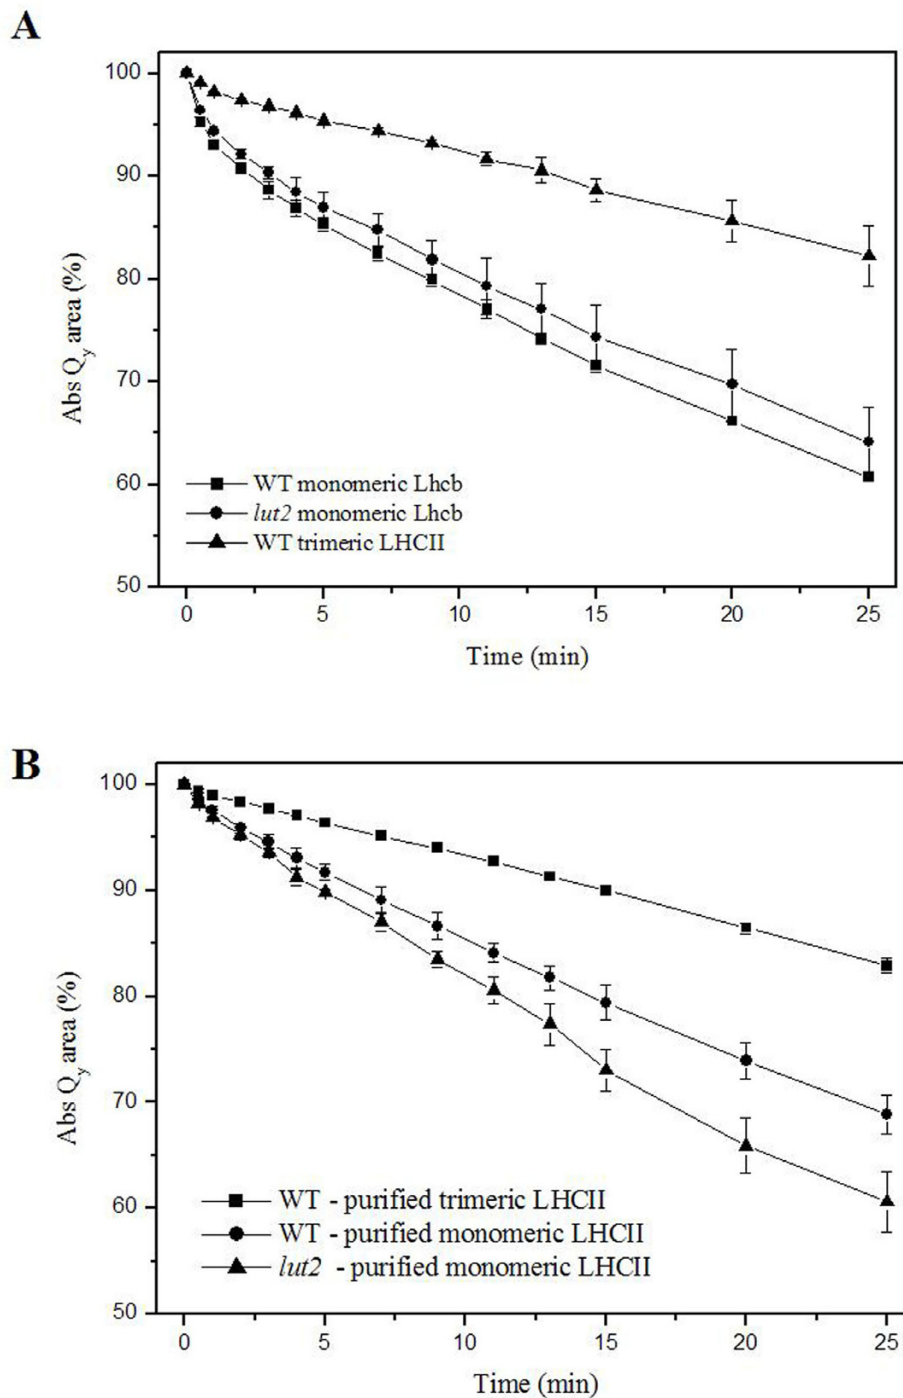 A
100
90
80
70
60
50
Abs Q_y area (%)
WT monomeric Lhcb
lut2 monomeric Lhcb
WT trimeric LHCII
0 5 10 15 20 25
Time (min)
B
100
90
80
70
60
50
Abs Q_y area (%)
WT - purified trimeric LHCII
WT - purified monomeric LHCII
lut2 - purified monomeric LHCII
0 5 10 15 20 25
Time (min)